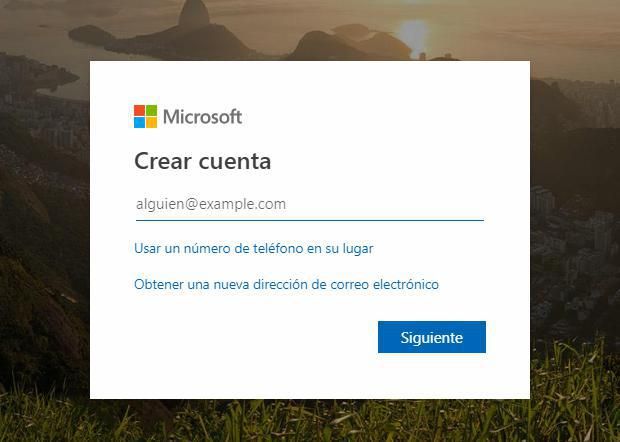 Microsoft
Crear cuenta
alguien@example.com
Usar un número de teléfono en su lugar
Obtener una nueva dirección de correo electrónico
Siguiente